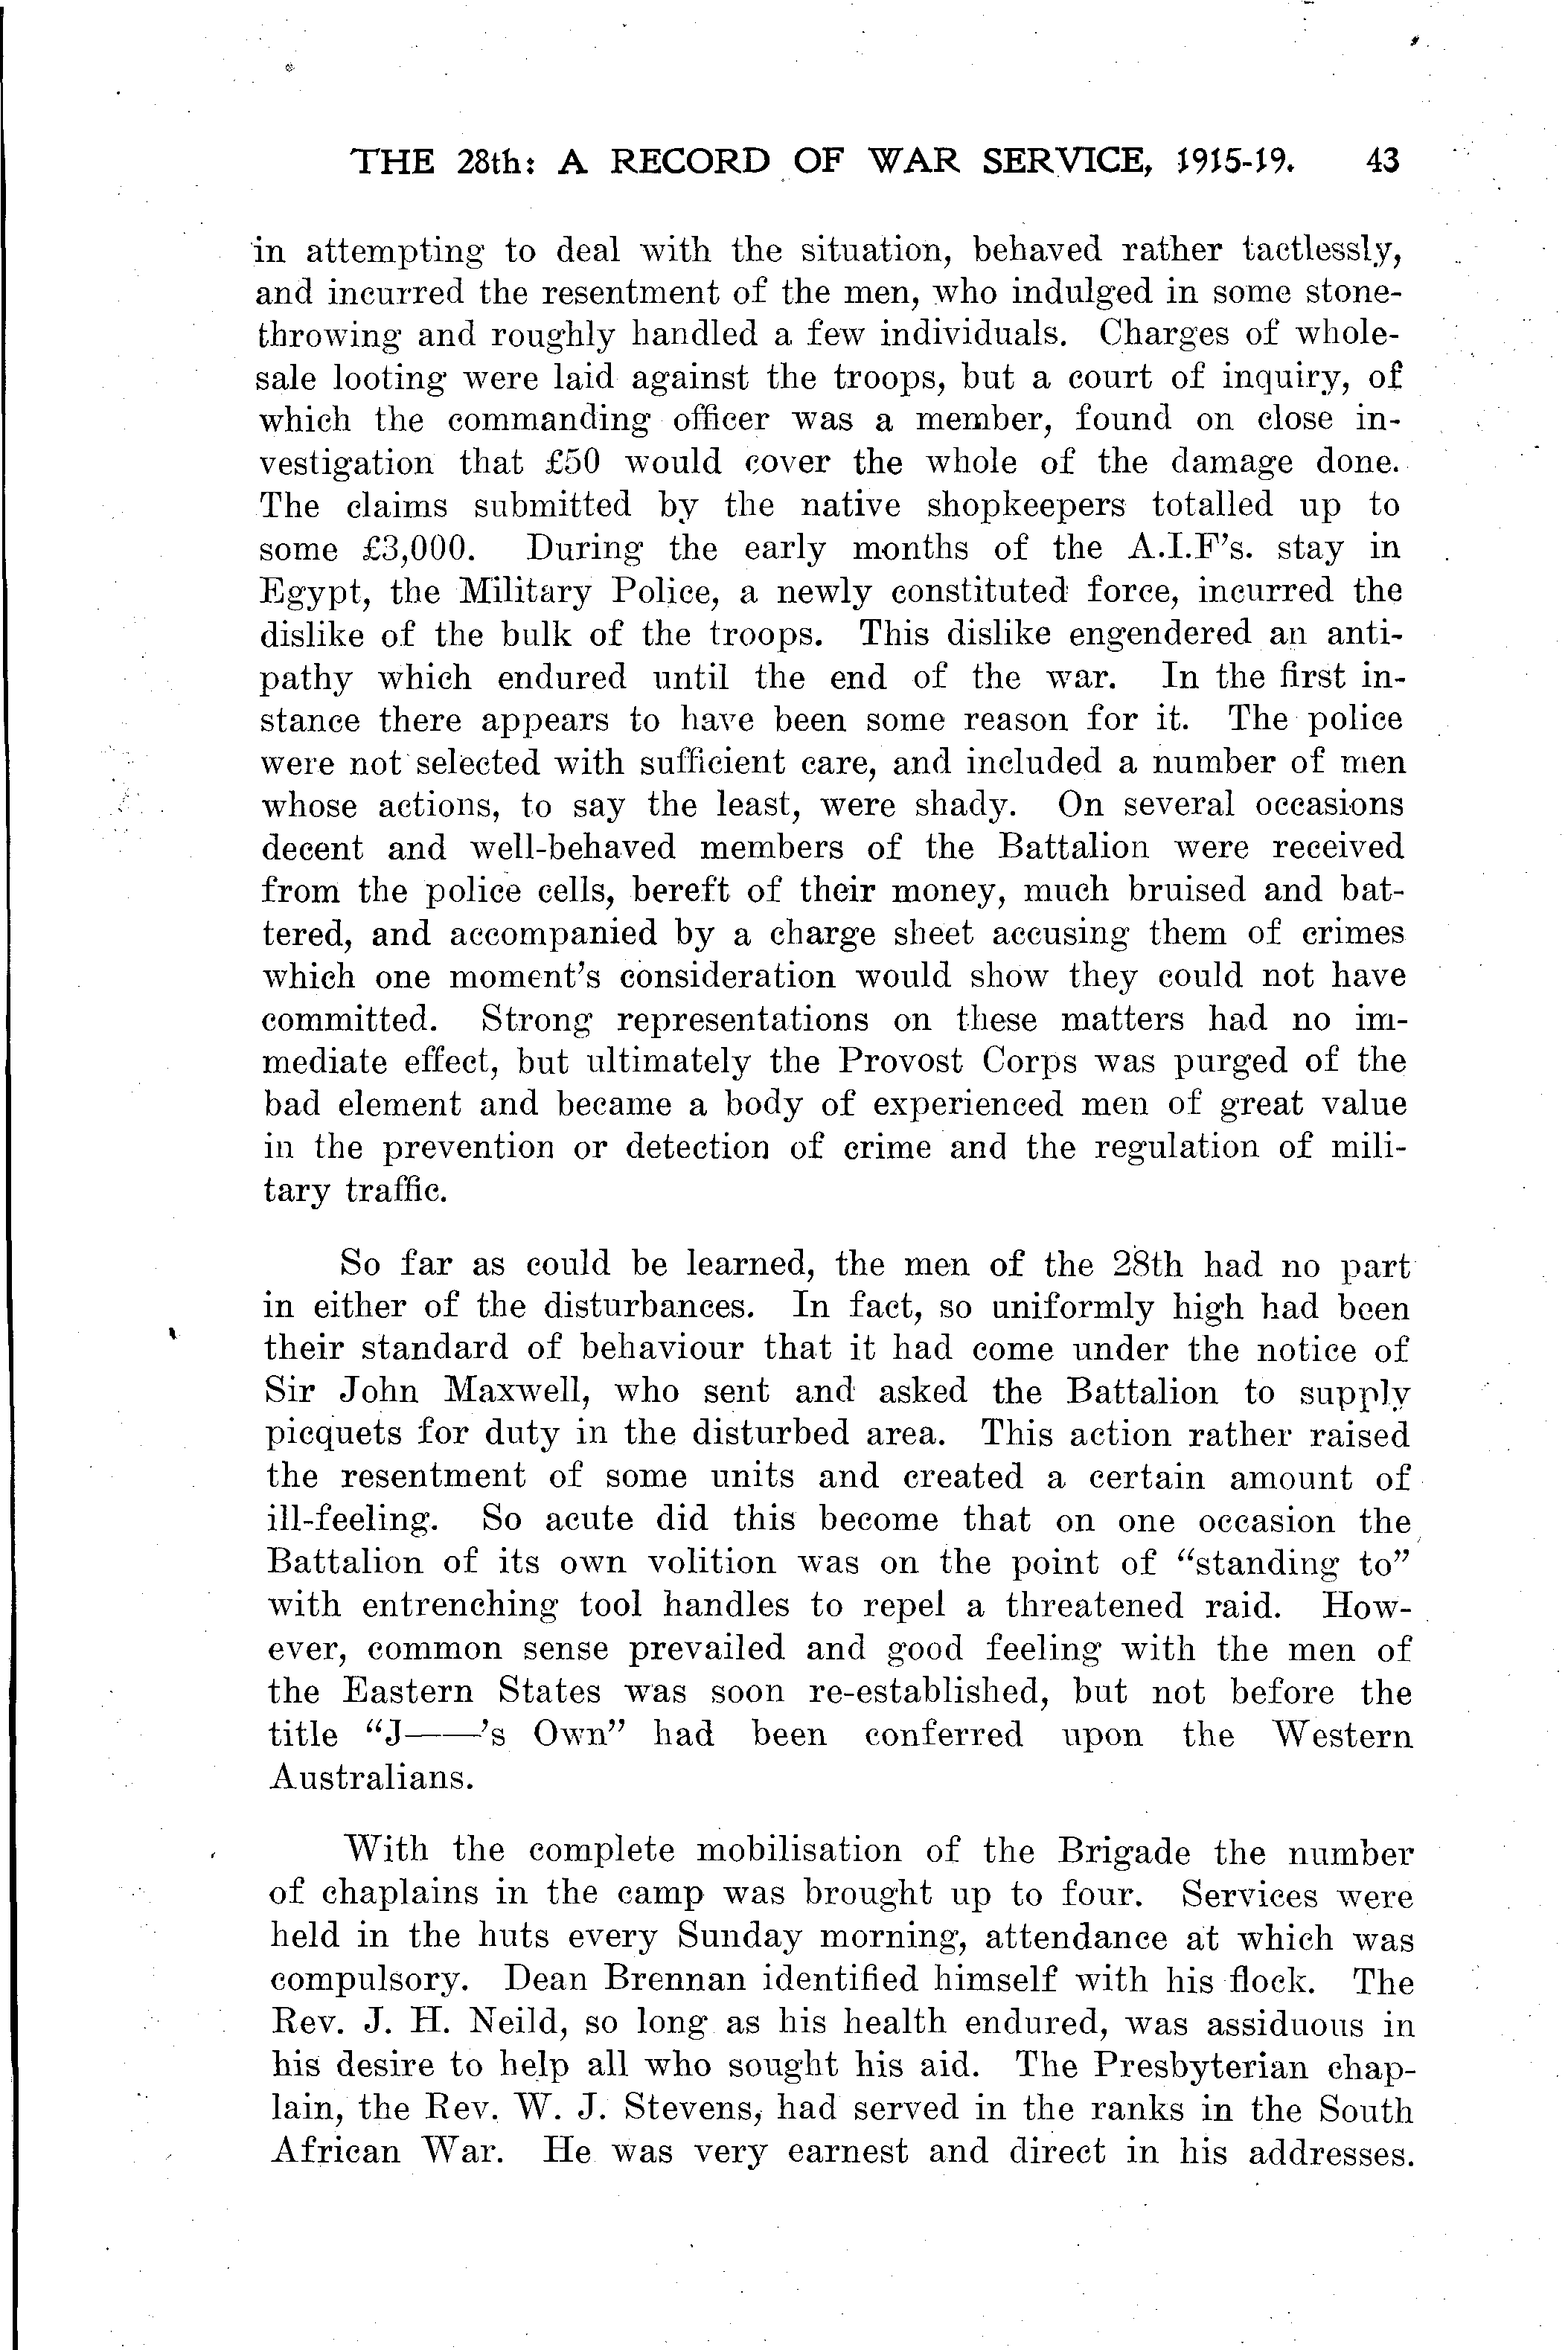 THE 28th: A RECORD OF WAR SERVICE, 1915-19. 43
in attempting to deal with the situation, behaved rather tactlessly,
and incurred the resentment of the men, who indulged in some stone-
throwing and roughly handled a few individuals. Charges of whole-
sale looting were laid against the troops, but a court of inquiry, of
which the commanding officer was a member, found on close in-
vestigation that £50 would cover the whole of the damage done.
The claims submitted by the native shopkeepers totalled up to
some £3,000. During the early months of the A.I.F's. stay in
Egypt, the Military Police, a newly constituted force, incurred the
dislike of the bulk of the troops. This dislike engendered an anti-
pathy which endured until the end of the war. In the first in-
stance there appears to have been some reason for it. The police
were not selected with sufficient care, and included a number of men
whose actions, to say the least, were shady. On several occasions
decent and well-behaved members of the Battalion were received
from the police cells, bereft of their money, much bruised and bat-
tered, and accompanied by a charge sheet accusing them of crimes
which one moment's consideration would show they could not have
committed. Strong representations on these matters had no im-
mediate effect, but ultimately the Provost Corps was purged of the
bad element and became a body of experienced men of great value
in the prevention or detection of crime and the regulation of mili-
tary traffic.
So far as could be learned, the men of the 28th had no part
in either of the disturbances. In fact, so uniformly high had been
their standard of behaviour that it had come under the notice of
Sir John Maxwell, who sent and asked the Battalion to supply
picquets for duty in the disturbed area. This action rather raised
the resentment of some units and created a certain amount of
ill-feeling. So acute did this become that on one occasion the
Battalion of its own volition was on the point of "standing to"
with entrenching tool handles to repel a threatened raid. How-
ever, common sense prevailed and good feeling with the men of
the Eastern States was soon re-established, but not before the
title "J——'s Own" had been conferred upon the Western
Australians.
With the complete mobilisation of the Brigade the number
of chaplains in the camp was brought up to four. Services were
held in the huts every Sunday morning, attendance at which was
compulsory. Dean Brennan identified himself with his flock. The
Rev. J. H. Neild, so long as his health endured, was assiduous in
his desire to help all who sought his aid. The Presbyterian chap-
lain, the Rev. W. J. Stevens, had served in the ranks in the South
African War. He was very earnest and direct in his addresses.